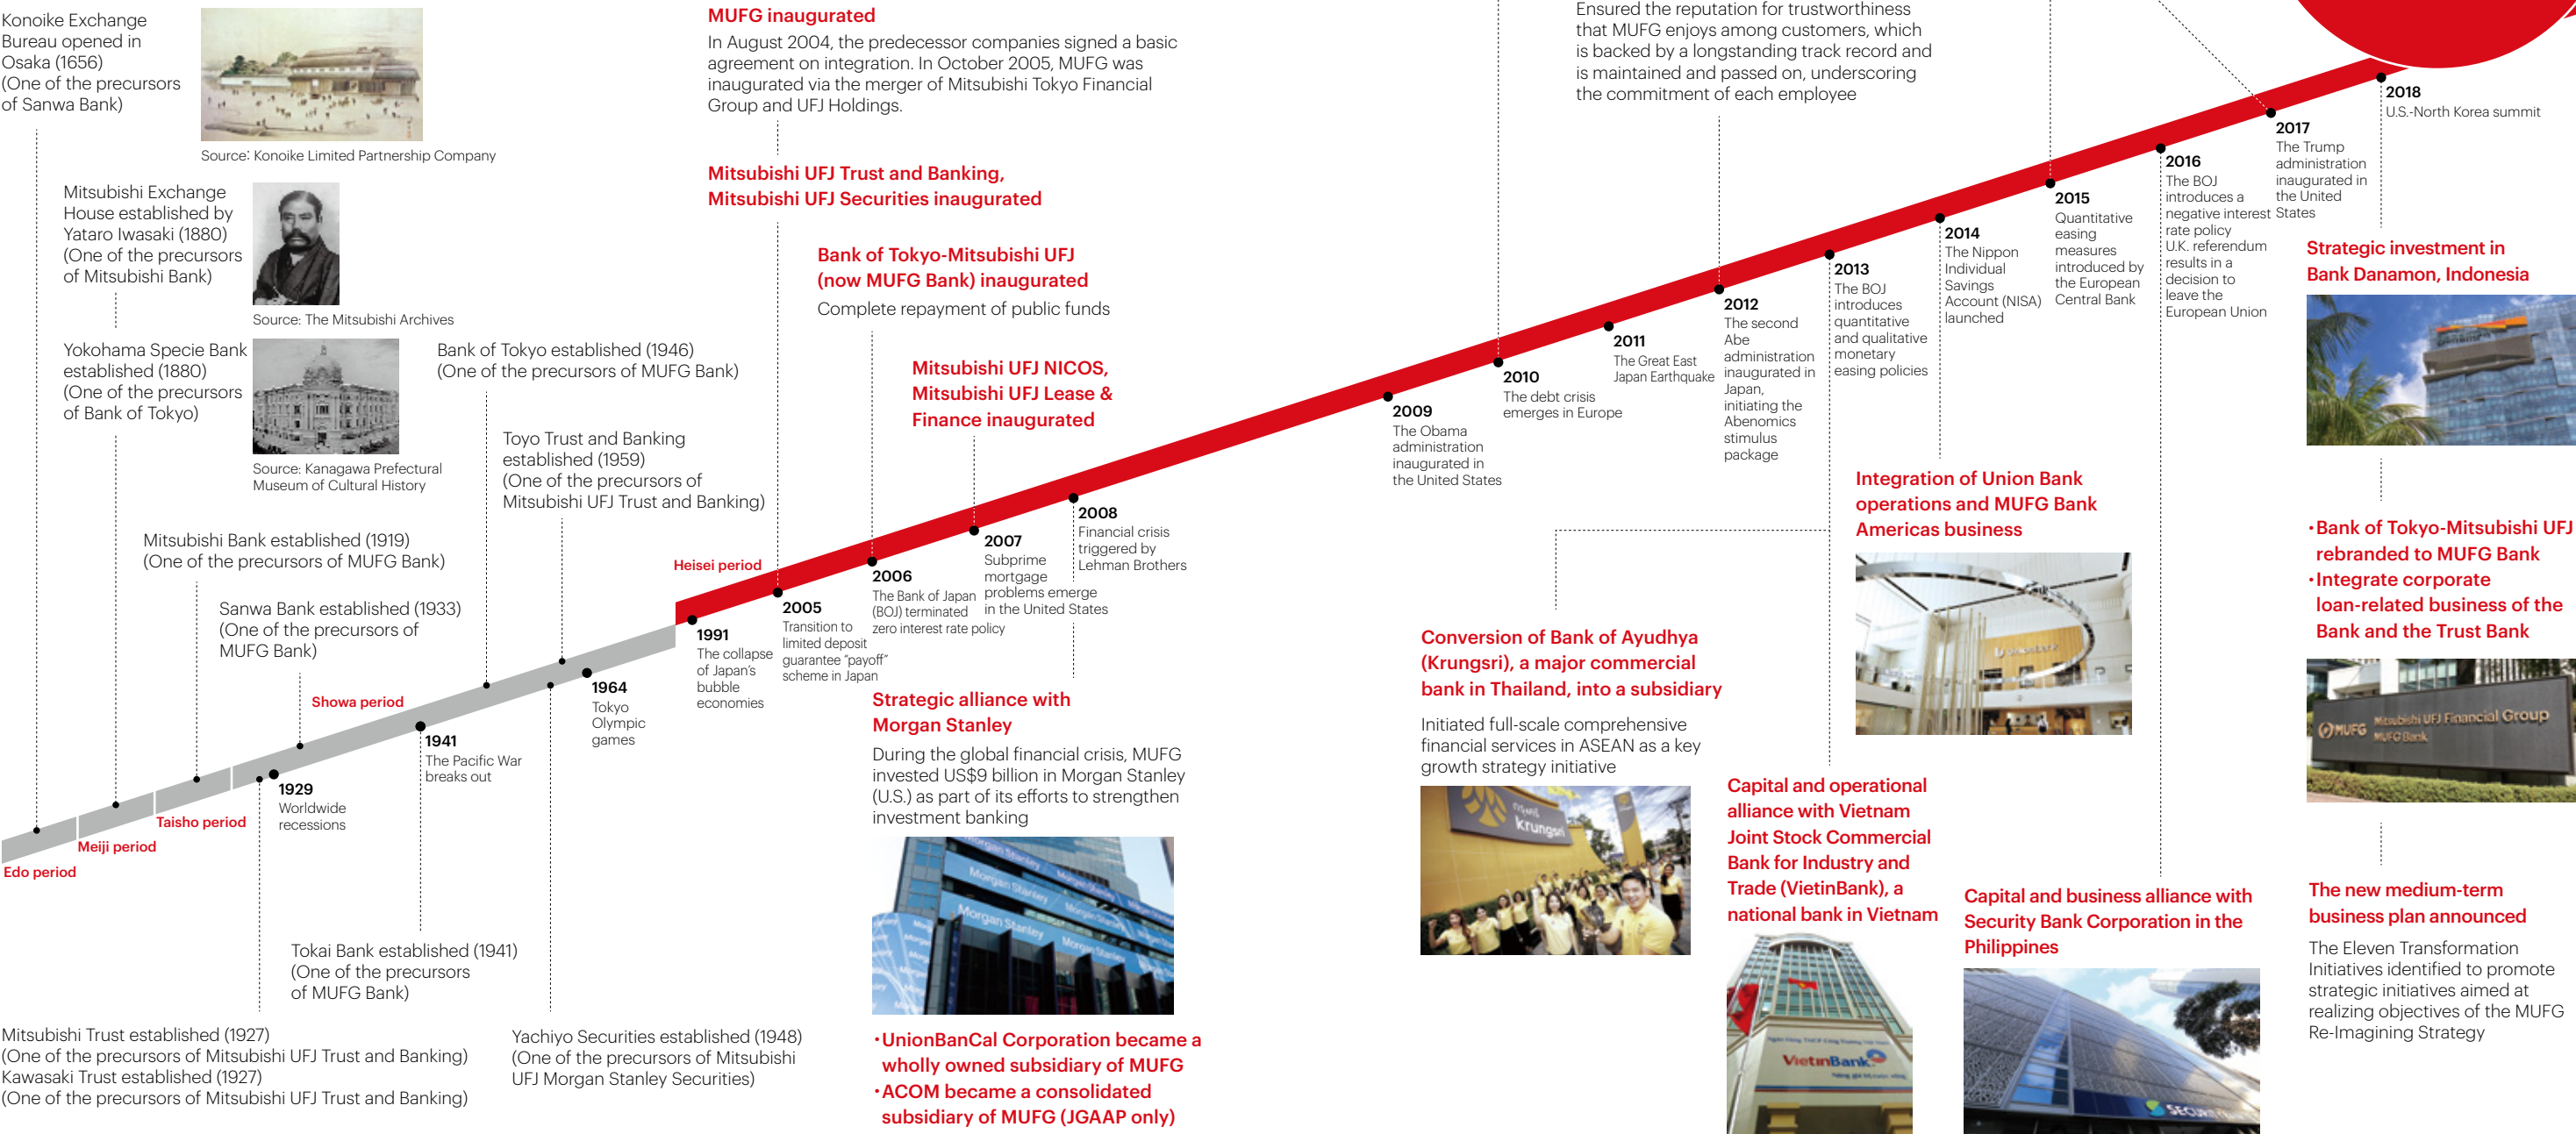 Konoike Exchange
Bureau opened in
Osaka (1656)
(One of the precursors
of Sanwa Bank)
Source: Konoike Limited Partnership Company
Mitsubishi Exchange
House established by
Yataro Iwasaki (1880)
(One of the precursors
of Mitsubishi Bank)
Source: The Mitsubishi Archives
Yokohama Specie Bank
established (1880)
(One of the precursors
of Bank of Tokyo)
Source: Kanagawa Prefectural
Museum of Cultural History
Bank of Tokyo established (1946)
(One of the precursors of MUFG Bank)
Toyo Trust and Banking
established (1959)
(One of the precursors of
Mitsubishi UFJ Trust and Banking)
Mitsubishi Bank established (1919)
(One of the precursors of MUFG Bank)
Sanwa Bank established (1933)
(One of the precursors of
MUFG Bank)
Edo period
Meiji period
Taisho period
Showa period
Heisei period
1929
Worldwide
recessions
1941
The Pacific War
breaks out
1964
Tokyo
Olympic
games
Tokai Bank established (1941)
(One of the precursors
of MUFG Bank)
Mitsubishi Trust established (1927)
(One of the precursors of Mitsubishi UFJ Trust and Banking)
Kawasaki Trust established (1927)
(One of the precursors of Mitsubishi UFJ Trust and Banking)
Yachiyo Securities established (1948)
(One of the precursors of Mitsubishi
UFJ Morgan Stanley Securities)
MUFG inaugurated
In August 2004, the predecessor companies signed a basic
agreement on integration. In October 2005, MUFG was
inaugurated via the merger of Mitsubishi Tokyo Financial
Group and UFJ Holdings.
Mitsubishi UFJ Trust and Banking,
Mitsubishi UFJ Securities inaugurated
Bank of Tokyo-Mitsubishi UFJ
(now MUFG Bank) inaugurated
Complete repayment of public funds
Mitsubishi UFJ NICOS,
Mitsubishi UFJ Lease &
Finance inaugurated
1991
The collapse
of Japan's
bubble
economies
2005
Transition to
limited deposit
guarantee “payoff”
scheme in Japan
2006
The Bank of Japan
(BOJ) terminated
zero interest rate policy
2007
Subprime
mortgage
problems emerge
in the United States
2008
Financial crisis
triggered by
Lehman Brothers
Strategic alliance with
Morgan Stanley
During the global financial crisis, MUFG
invested US$9 billion in Morgan Stanley
(U.S.) as part of its efforts to strengthen
investment banking
Morgan Stanley
Morgan Stanley
Morgan Stanley
Morgan Stanley
・UnionBanCal Corporation became a
wholly owned subsidiary of MUFG
・ACOM became a consolidated
subsidiary of MUFG (JGAAP only)
Ensured the reputation for trustworthiness
that MUFG enjoys among customers, which
is backed by a longstanding track record and
is maintained and passed on, underscoring
the commitment of each employee
2009
The Obama
administration
inaugurated in
the United States
2010
The debt crisis
emerges in Europe
2011
The Great East
Japan Earthquake
2012
The second
Abe
administration
inaugurated in
Japan,
initiating the
Abenomics
stimulus
package
2013
The BOJ
introduces
quantitative
and qualitative
monetary
easing policies
2014
The Nippon
Individual
Savings
Account (NISA)
launched
2015
Quantitative
easing
measures
introduced by
the European
Central Bank
2016
The BOJ
introduces a
negative interest
rate policy
U.K. referendum
results in a
decision to
leave the
European Union
2017
The Trump
administration
inaugurated in
the United
States
2018
U.S.-North Korea summit
Conversion of Bank of Ayudhya
(Krungsri), a major commercial
bank in Thailand, into a subsidiary
Initiated full-scale comprehensive
financial services in ASEAN as a key
growth strategy initiative
กรุงศรี
krungsri
Capital and operational
alliance with Vietnam
Joint Stock Commercial
Bank for Industry and
Trade (VietinBank), a
national bank in Vietnam
VietinBank
Integration of Union Bank
operations and MUFG Bank
Americas business
UnionBank
Capital and business alliance with
Security Bank Corporation in the
Philippines
Strategic investment in
Bank Danamon, Indonesia
・Bank of Tokyo-Mitsubishi UFJ
rebranded to MUFG Bank
・Integrate corporate
loan-related business of the
Bank and the Trust Bank
MUFG
Mitsubishi UFJ Financial Group
MUFG Bank
The new medium-term
business plan announced
The Eleven Transformation
Initiatives identified to promote
strategic initiatives aimed at
realizing objectives of the MUFG
Re-Imagining Strategy